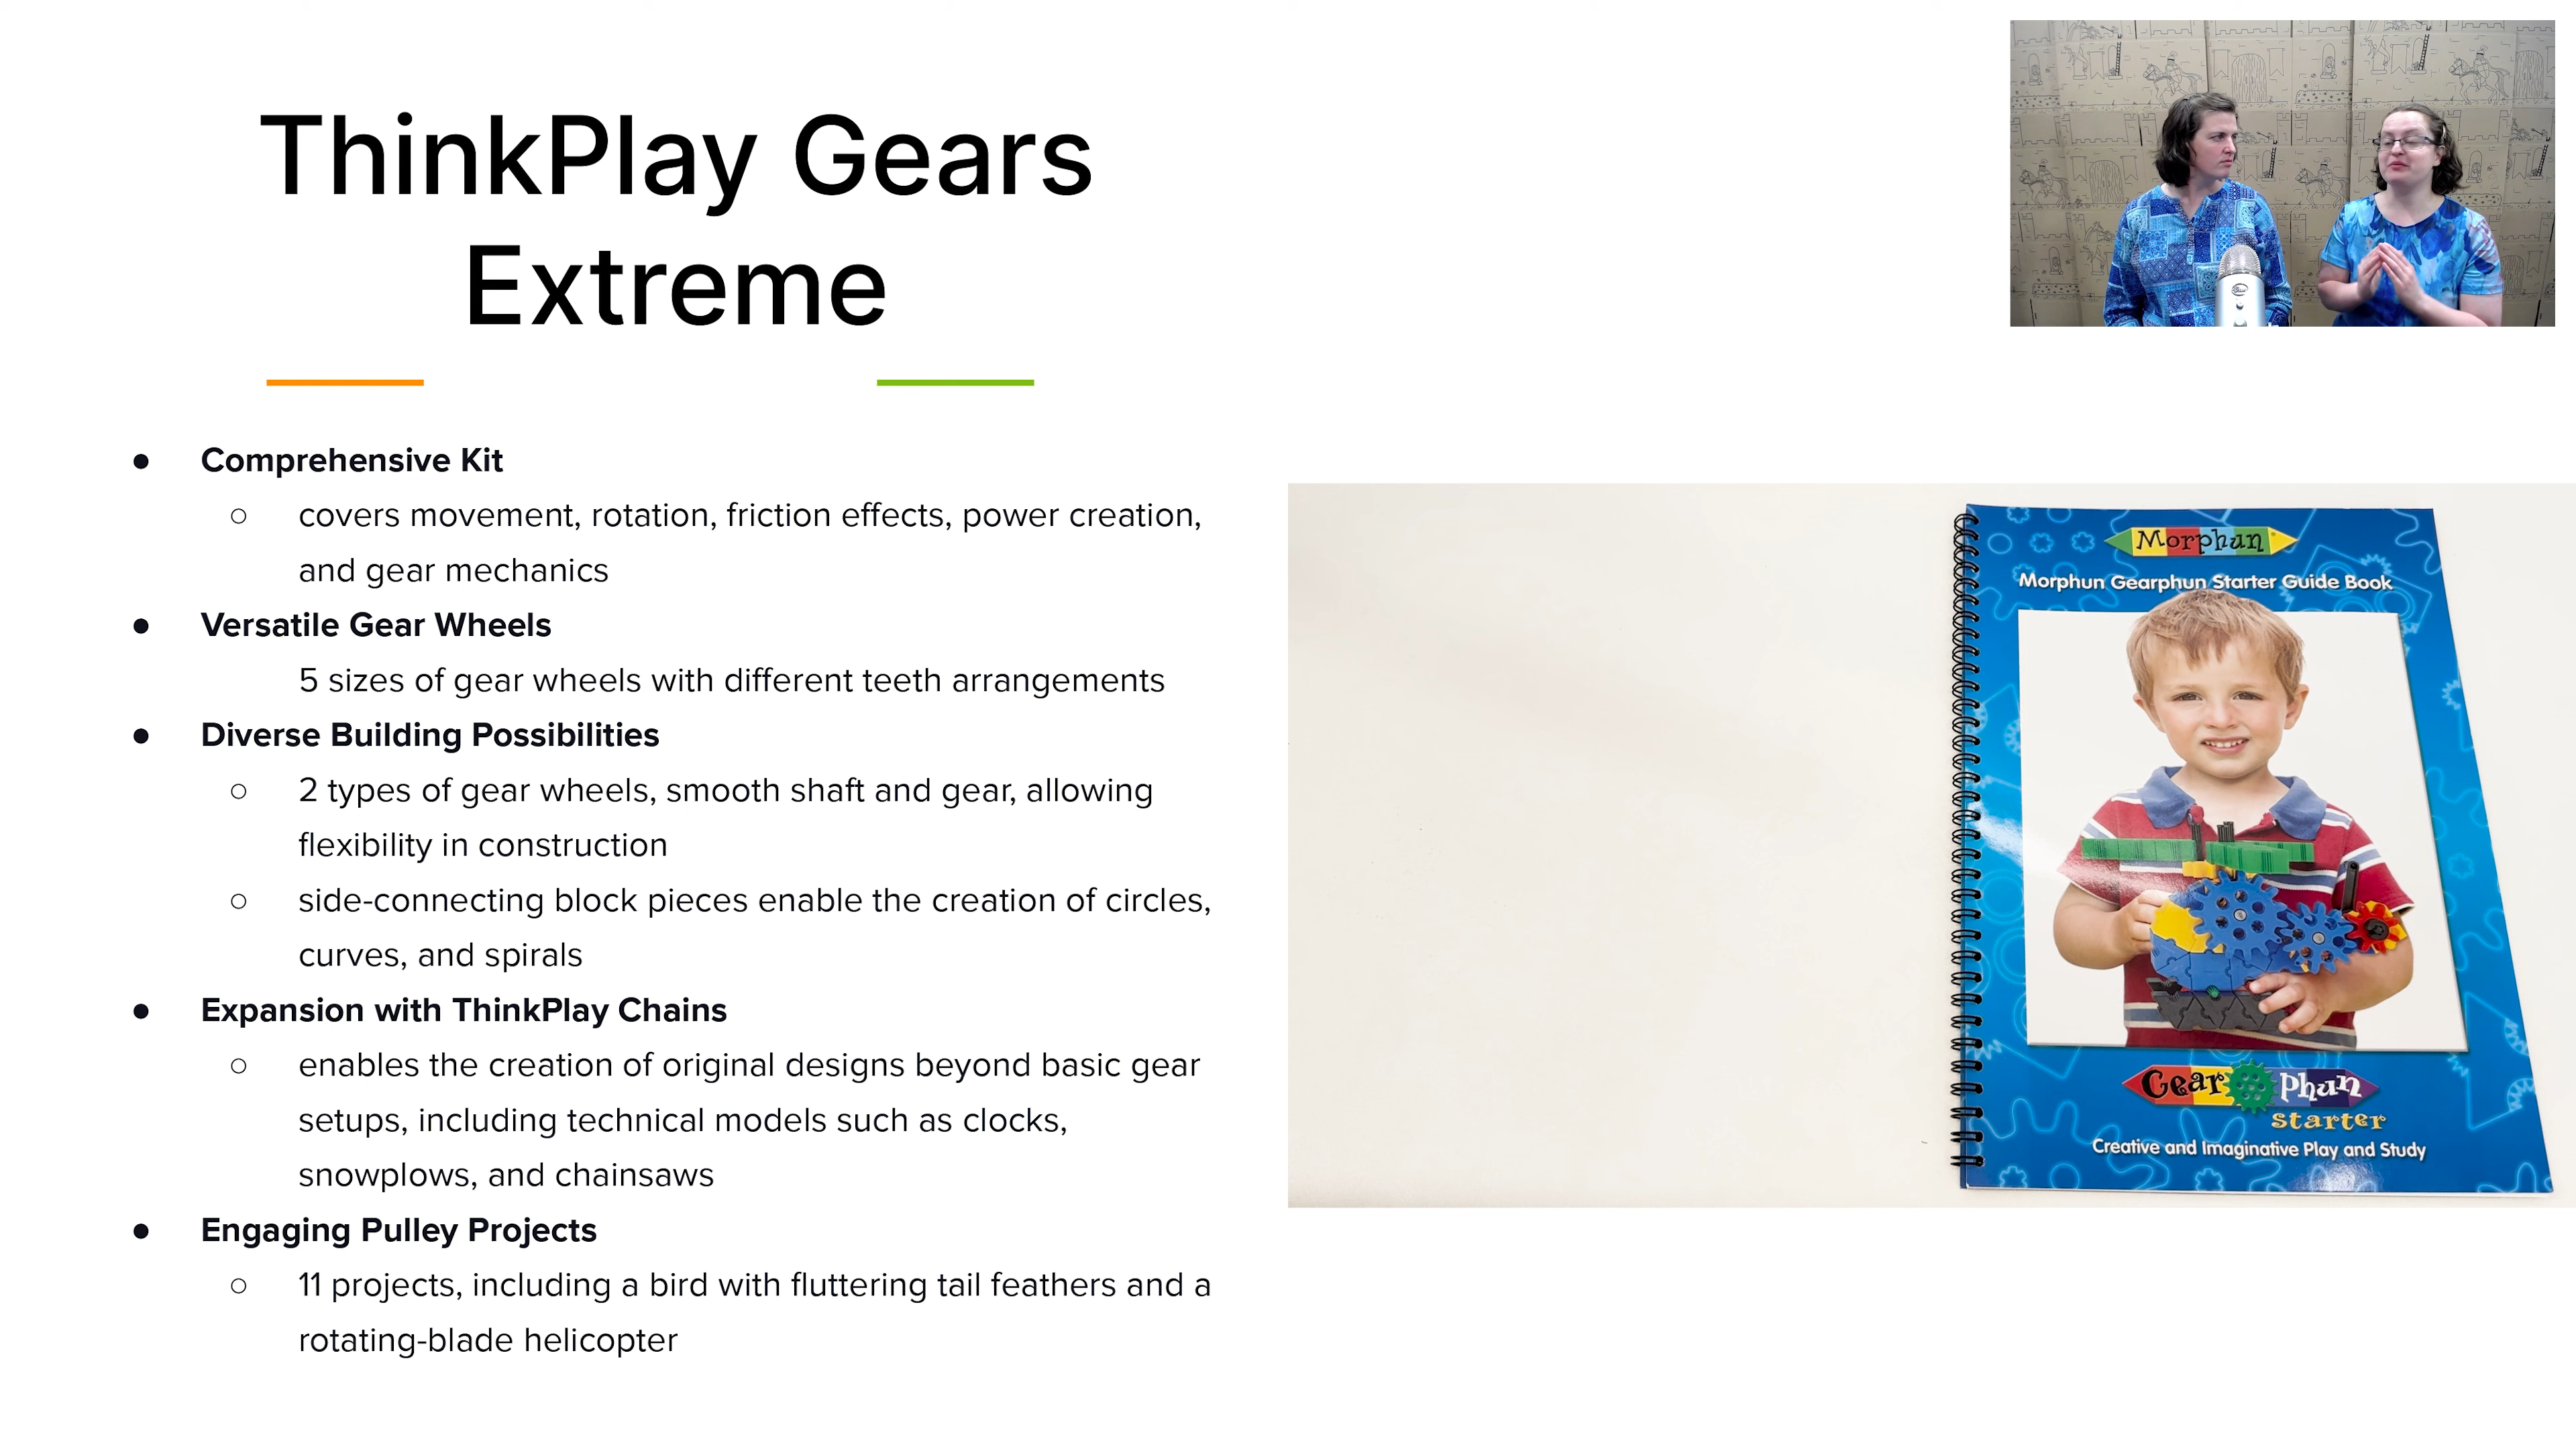 ThinkPlay Gears
Extreme
● Comprehensive Kit
○ covers movement, rotation, friction effects, power creation,
and gear mechanics
● Versatile Gear Wheels
5 sizes of gear wheels with different teeth arrangements
● Diverse Building Possibilities
○ 2 types of gear wheels, smooth shaft and gear, allowing
flexibility in construction
○ side-connecting block pieces enable the creation of circles,
curves, and spirals
● Expansion with ThinkPlay Chains
○ enables the creation of original designs beyond basic gear
setups, including technical models such as clocks,
snowplows, and chainsaws
● Engaging Pulley Projects
○ 11 projects, including a bird with fluttering tail feathers and a
rotating-blade helicopter
Morphun
Morphun Gearphun Starter Guide Book
Gear phun
starter
Creative and Imaginative Play and Study